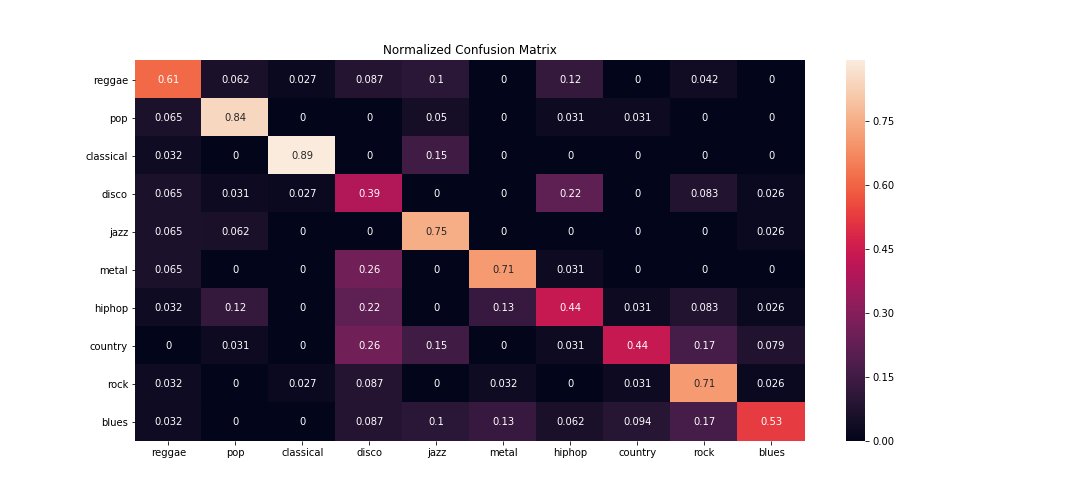 Normalized Confusion Matrix
reggae 0.61 0.062 0.027 0.087 0.1 0 0.12 0 0.042 0
pop 0.065 0.84 0 0 0.05 0 0.031 0.031 0 0
classical 0.032 0 0.89 0 0.15 0 0 0 0 0
disco 0.065 0.031 0.027 0.39 0 0 0.22 0 0.083 0.026
jazz 0.065 0.062 0 0 0.75 0 0 0 0 0.026
metal 0.065 0 0 0.26 0 0.71 0.031 0 0 0
hiphop 0.032 0.12 0 0.22 0 0.13 0.44 0.031 0.083 0.026
country 0 0.031 0 0.26 0.15 0 0.031 0.44 0.17 0.079
rock 0.032 0 0.027 0.087 0 0.032 0 0.031 0.71 0.026
blues 0.032 0 0 0.087 0.1 0.13 0.062 0.094 0.17 0.53
reggae pop classical disco jazz metal hiphop country rock blues
0.75
0.60
0.45
0.30
0.15
0.00